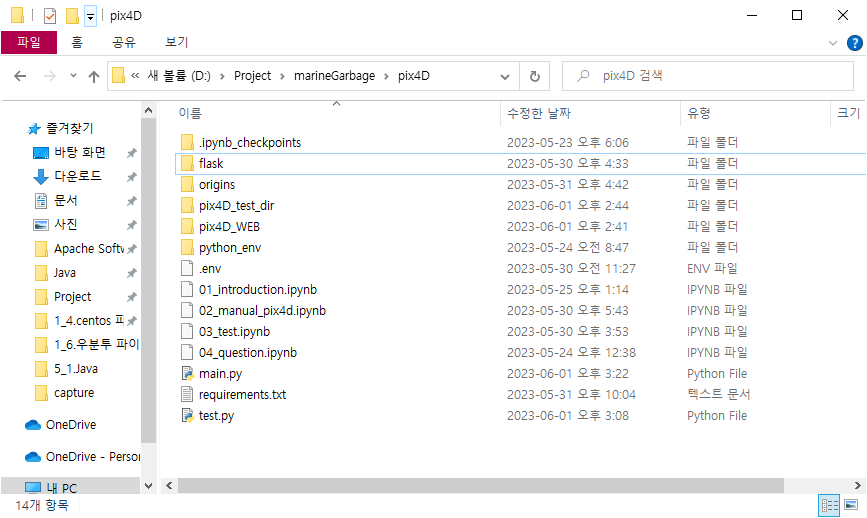 pix4D
파일 홈 공유 보기
« 새 볼륨 (D:) > Project > marineGarbage > pix4D
pix4D 검색
이름 수정한 날짜 유형 크기
즐겨찾기
바탕 화면
다운로드
문서
사진
Apache Softw
Java
Project
1_4.centos 파
1_6.우분투 파이
5_1.Java
capture
OneDrive
OneDrive - Person
내 PC
.ipynb_checkpoints 2023-05-23 오후 6:06 파일 폴더
flask 2023-05-30 오후 4:33 파일 폴더
origins 2023-05-31 오후 4:42 파일 폴더
pix4D_test_dir 2023-06-01 오후 2:44 파일 폴더
pix4D_WEB 2023-06-01 오후 2:41 파일 폴더
python_env 2023-05-24 오전 8:47 파일 폴더
.env 2023-05-30 오전 11:27 ENV 파일
01_introduction.ipynb 2023-05-25 오후 1:14 IPYNB 파일
02_manual_pix4d.ipynb 2023-05-30 오후 5:43 IPYNB 파일
03_test.ipynb 2023-05-30 오후 3:53 IPYNB 파일
04_question.ipynb 2023-05-24 오후 12:38 IPYNB 파일
main.py 2023-06-01 오후 3:22 Python File
requirements.txt 2023-05-31 오후 10:04 텍스트 문서
test.py 2023-06-01 오후 3:08 Python File
14개 항목